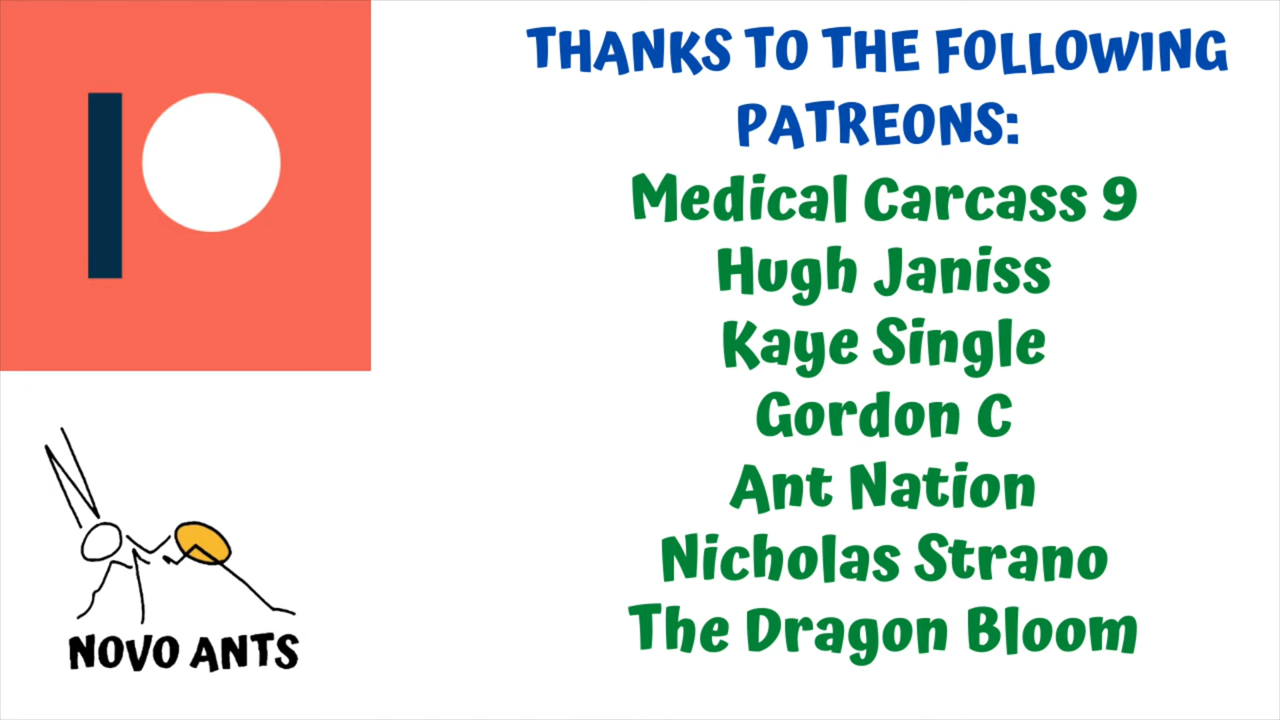 THANKS TO THE FOLLOWING
PATREONS:
Medical Carcass 9
Hugh Janiss
Kaye Single
Gordon C
Ant Nation
Nicholas Strano
The Dragon Bloom
NOVO ANTS